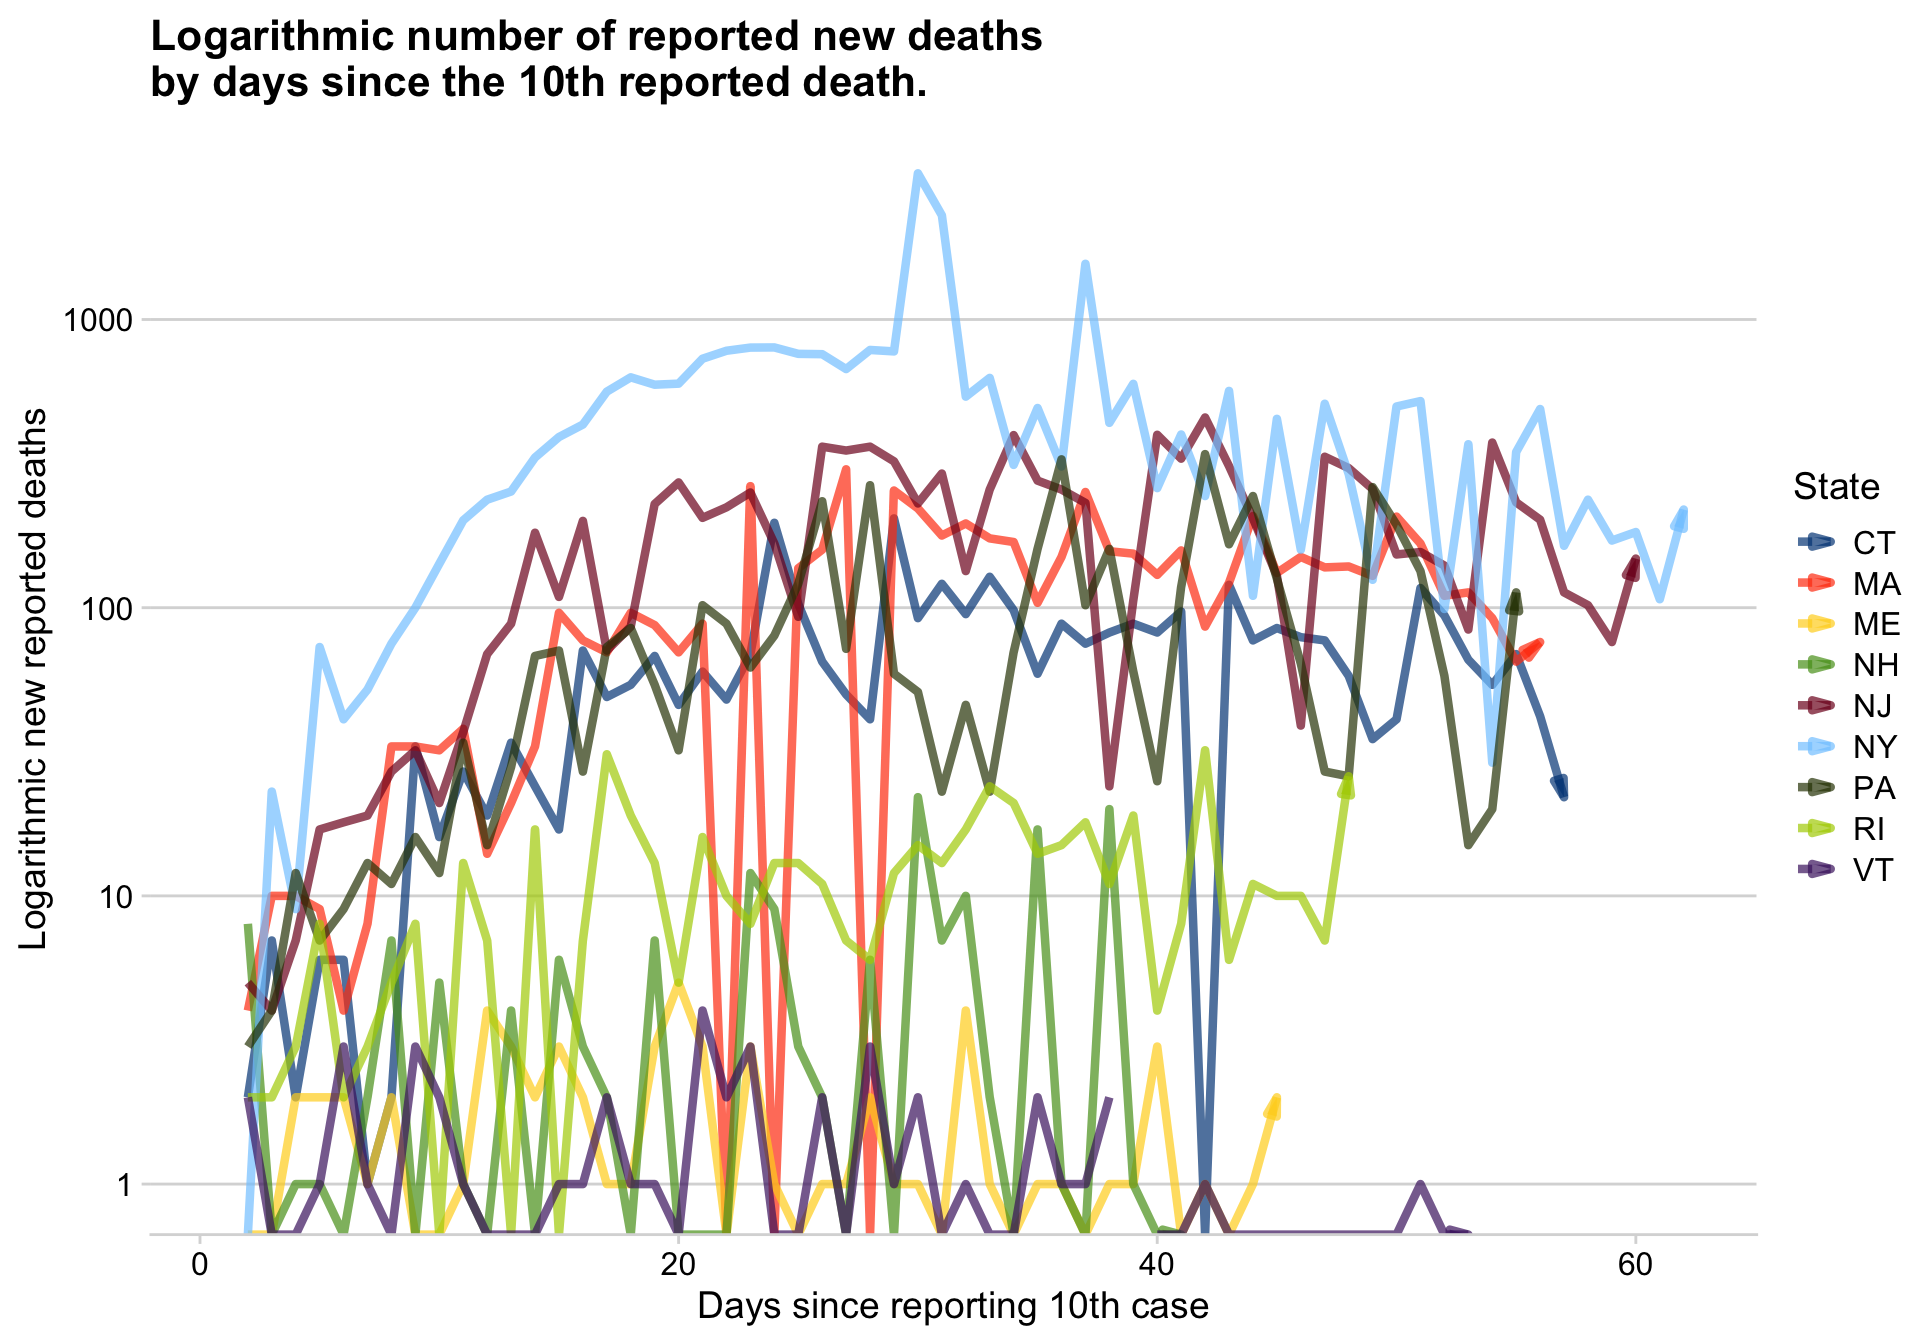 Logarithmic number of reported new deaths
by days since the 10th reported death.
Logarithmic new reported deaths
1000
100
10
1
0
20
40
60
Days since reporting 10th case
State
CT
MA
ME
NH
NJ
NY
PA
RI
VT